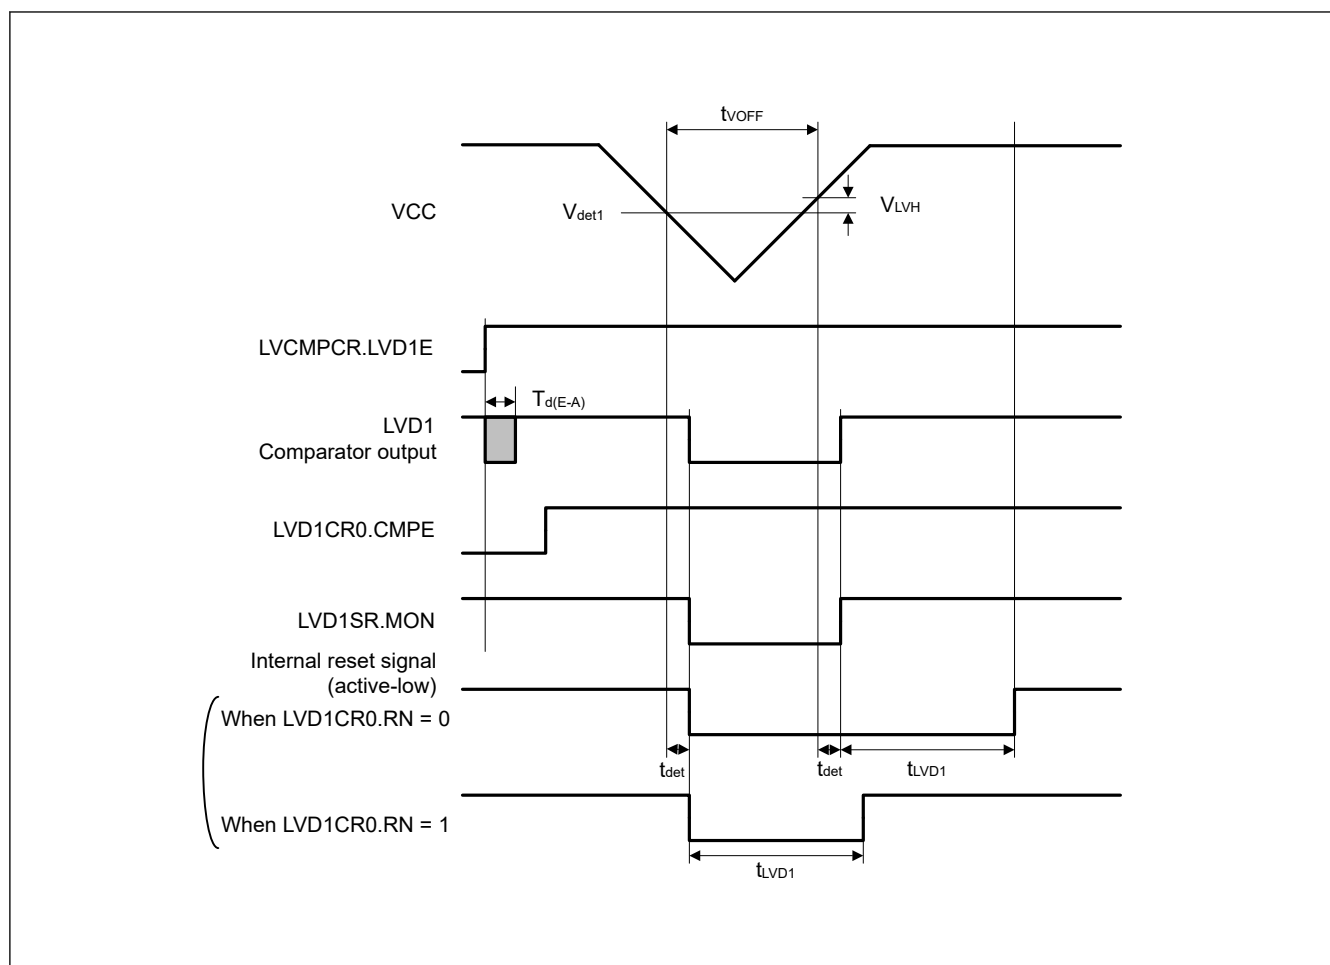 tVOFF
VCC
Vdet1
VLVH
LVCMPCR.LVD1E
Td(E-A)
LVD1
Comparator output
LVD1CR0.CMPE
LVD1SR.MON
Internal reset signal
(active-low)
When LVD1CR0.RN = 0
tdet
tdet
tLVD1
When LVD1CR0.RN = 1
tLVD1